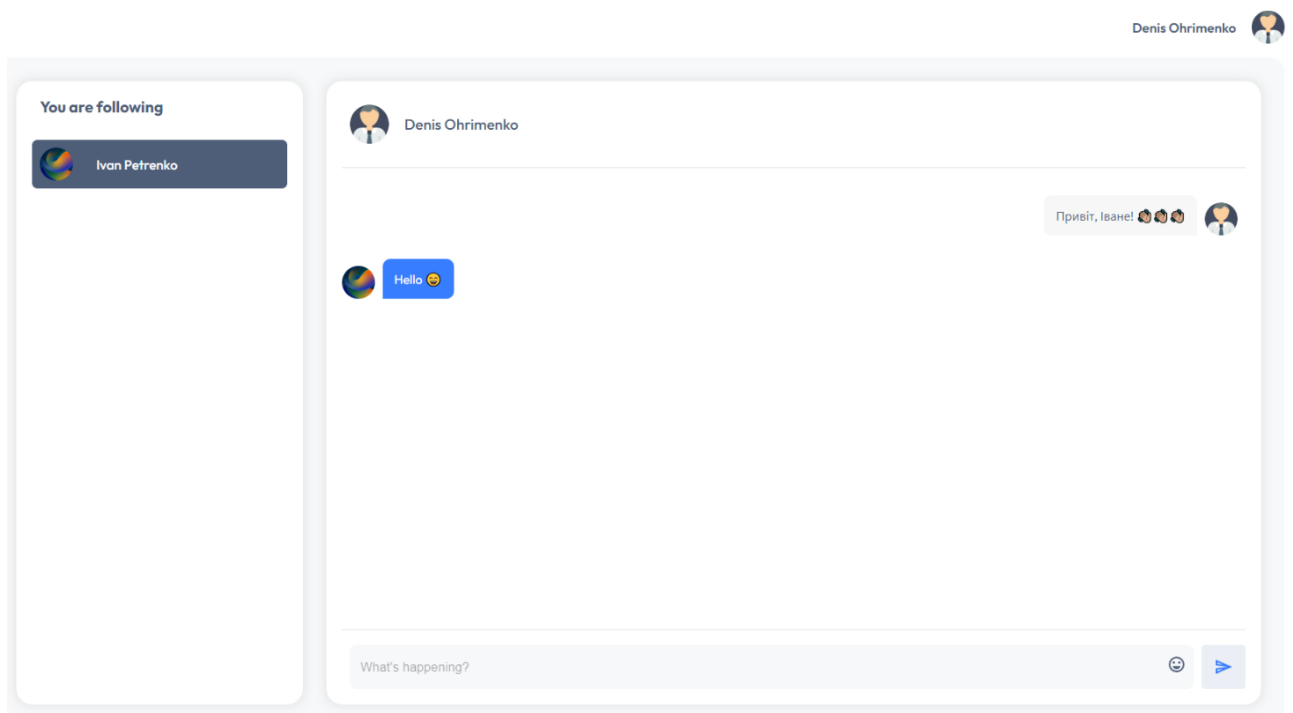 Denis Ohrimenko
You are following
Ivan Petrenko
Denis Ohrimenko
Привіт, Іване! 👋🏽👋🏽👋🏽
Hello 😄
What's happening?